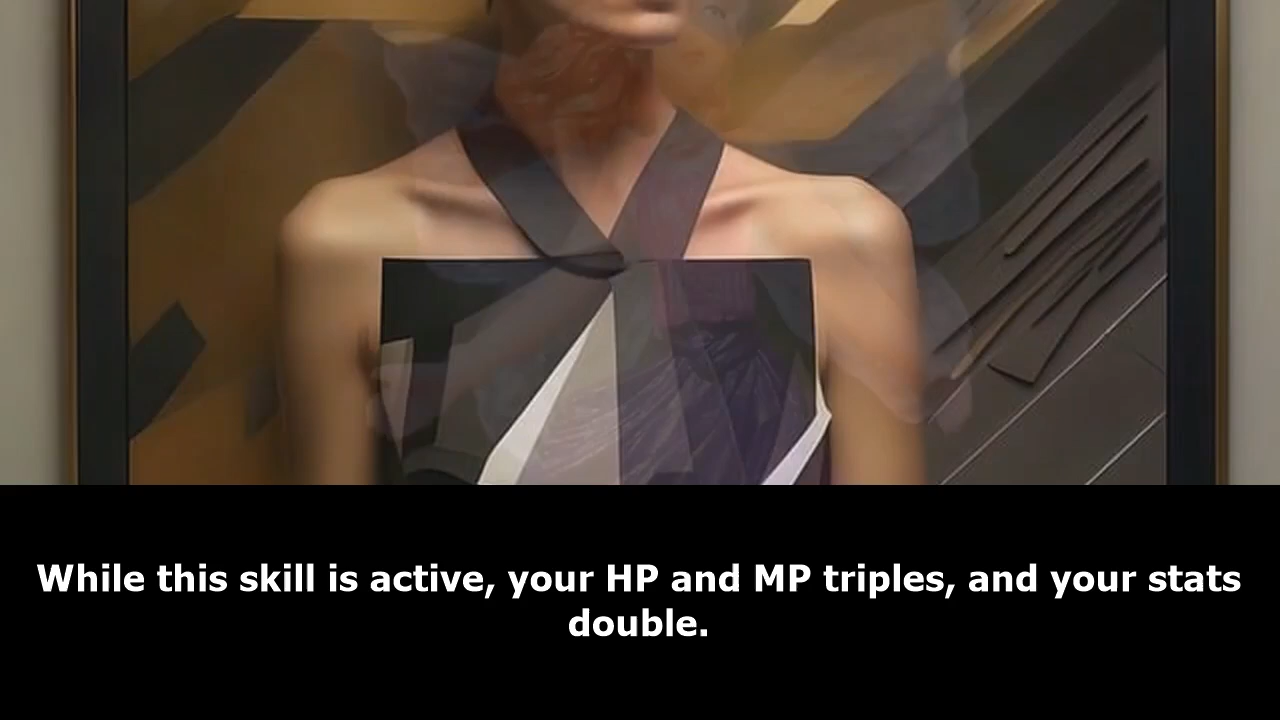 While this skill is active, your HP and MP triples, and your stats
double.